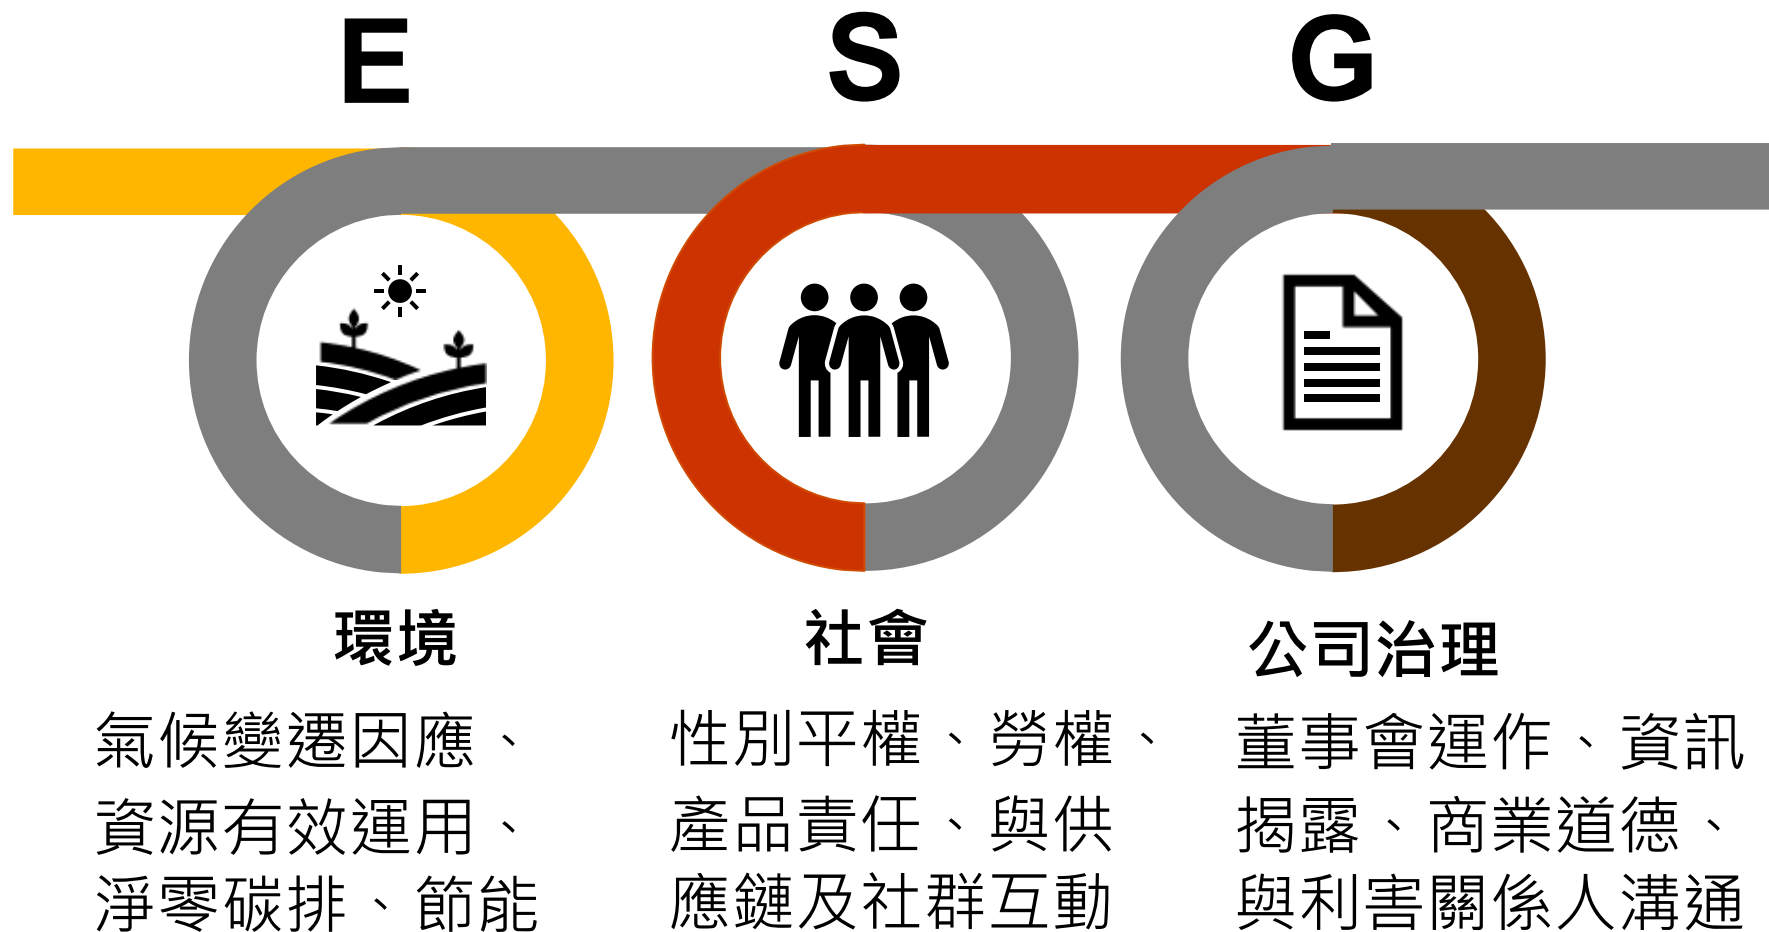 E
S
G
環境
氣候變遷因應、
資源有效運用、
淨零碳排、節能
社會
性別平權、勞權、
產品責任、與供
應鏈及社群互動
公司治理
董事會運作、資訊
揭露、商業道德、
與利害關係人溝通